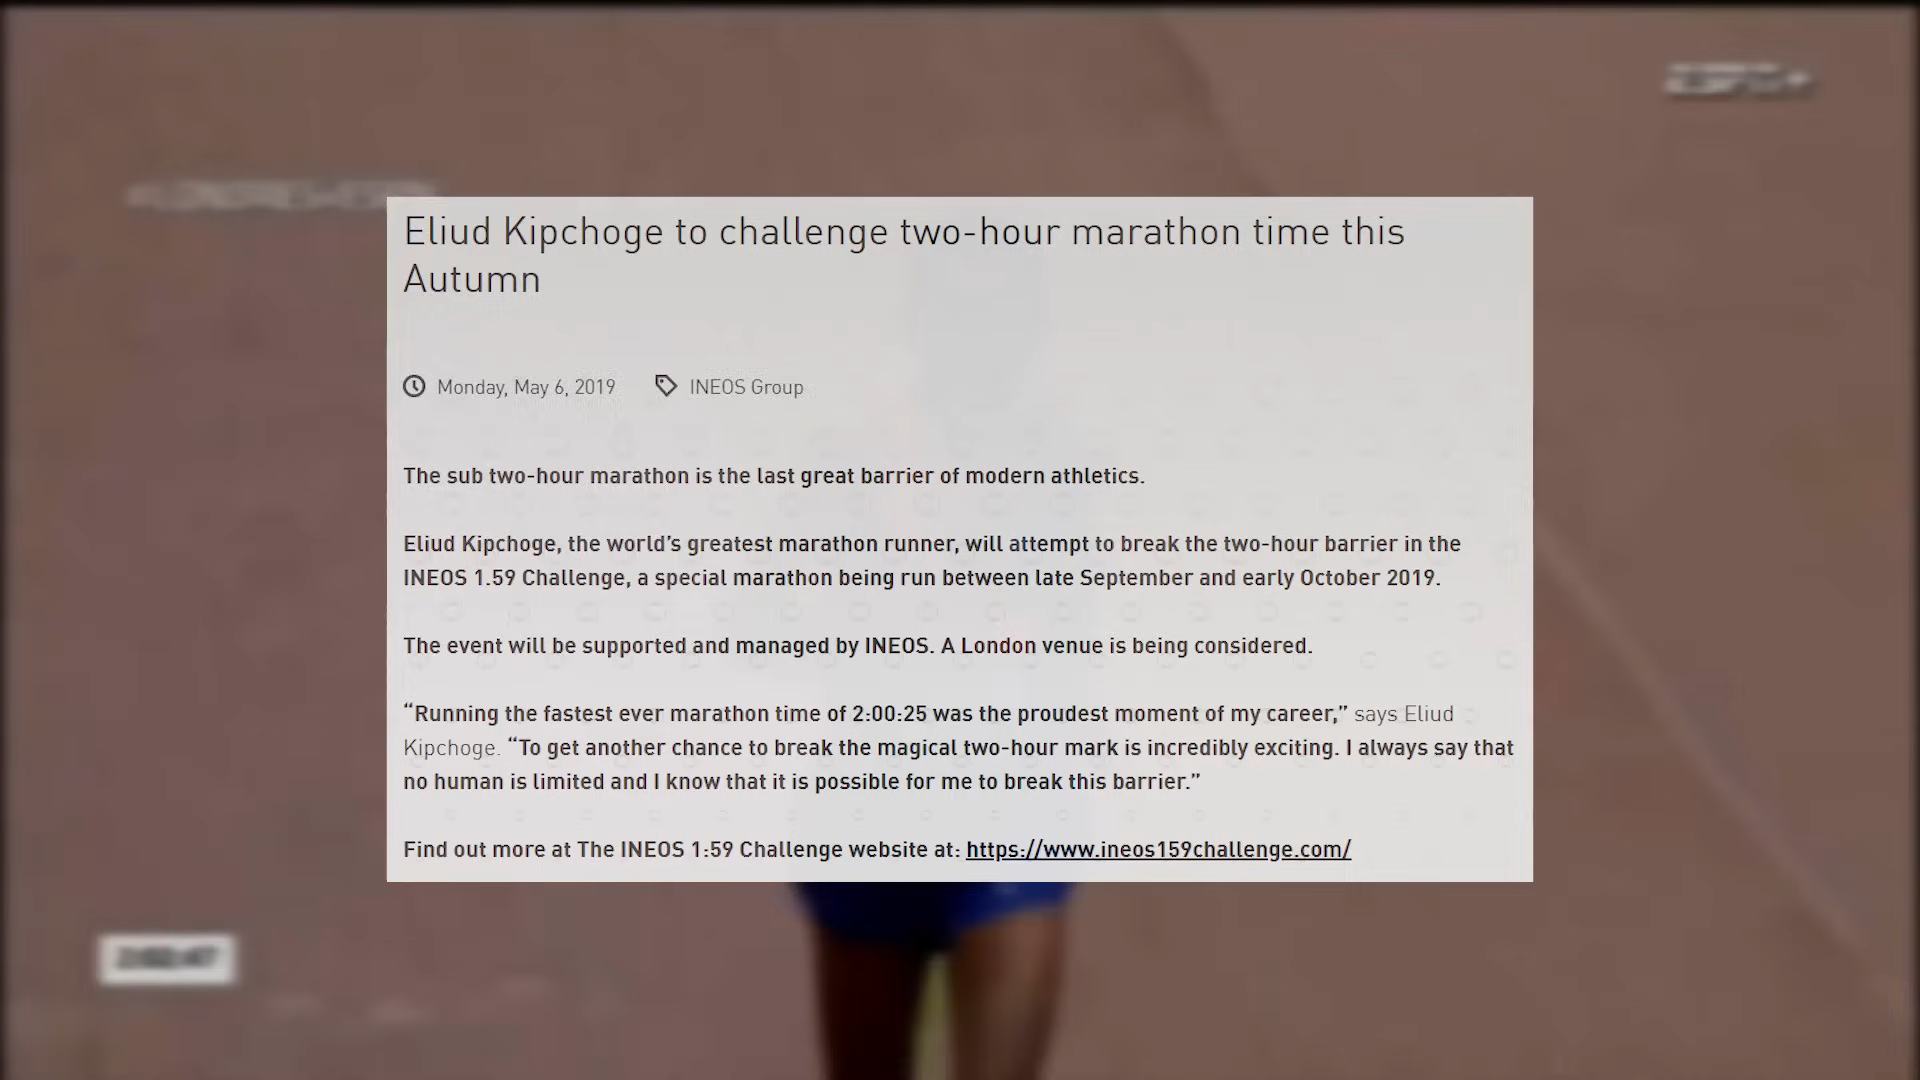 Eliud Kipchoge to challenge two-hour marathon time this
Autumn
Monday, May 6, 2019 INEOS Group
The sub two-hour marathon is the last great barrier of modern athletics.
Eliud Kipchoge, the world’s greatest marathon runner, will attempt to break the two-hour barrier in the
INEOS 1.59 Challenge, a special marathon being run between late September and early October 2019.
The event will be supported and managed by INEOS. A London venue is being considered.
“Running the fastest ever marathon time of 2:00:25 was the proudest moment of my career,” says Eliud
Kipchoge. “To get another chance to break the magical two-hour mark is incredibly exciting. I always say that
no human is limited and I know that it is possible for me to break this barrier.”
Find out more at The INEOS 1:59 Challenge website at: https://www.ineos159challenge.com/